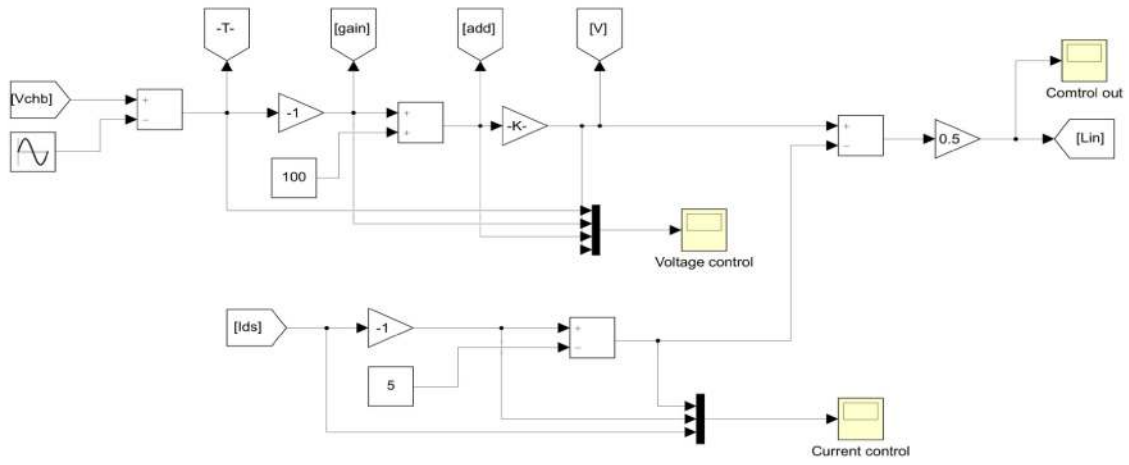 -T-
[gain]
[add]
[V]
[Vchb]
+
−
-1
+
+
-K-
+
−
0.5
Comtrol out
[Lin]
100
Voltage control
[Ids]
-1
+
−
5
Current control